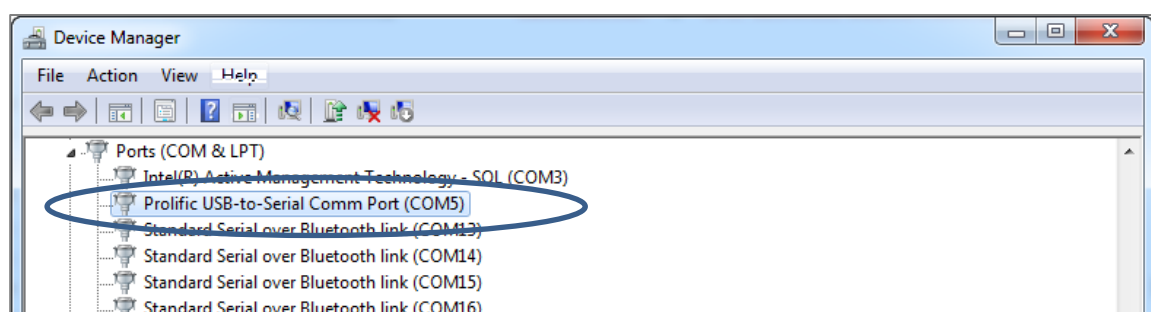 Device Manager
File Action View Help
Ports (COM & LPT)
Intel(R) Active Management Technology - SOL (COM3)
Prolific USB-to-Serial Comm Port (COM5)
Standard Serial over Bluetooth link (COM13)
Standard Serial over Bluetooth link (COM14)
Standard Serial over Bluetooth link (COM15)
Standard Serial over Bluetooth link (COM16)